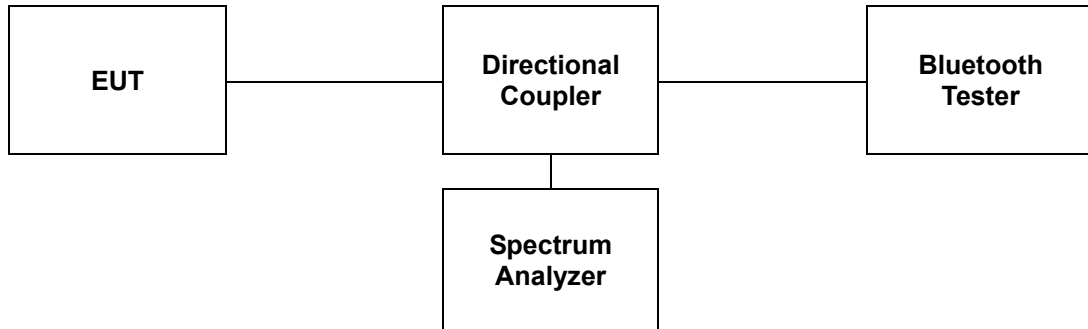 EUT
Directional
Coupler
Bluetooth
Tester
Spectrum
Analyzer